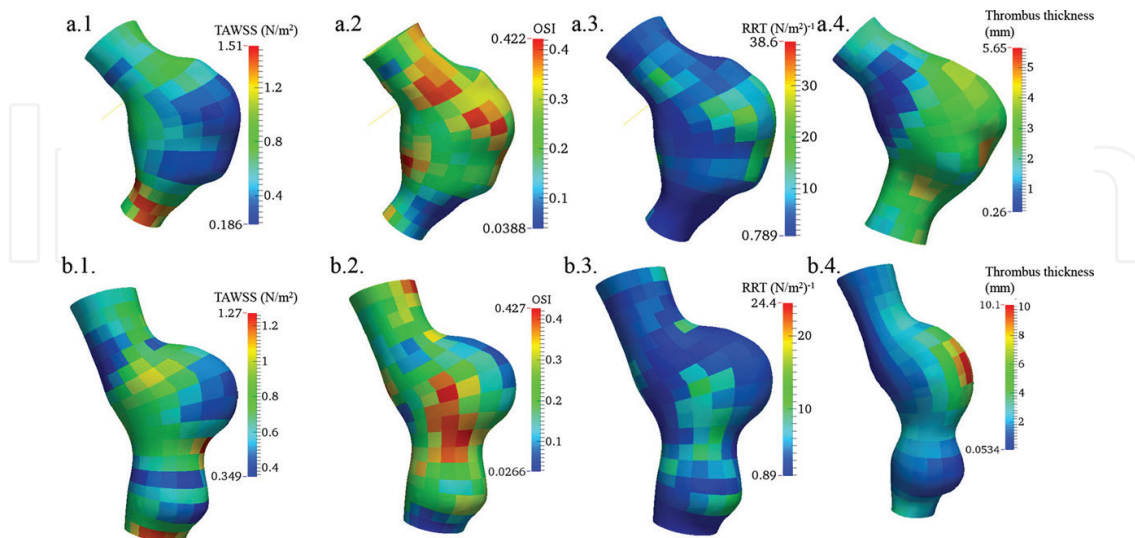 a.1
TAWSS (N/m²)
1.51
1.2
0.8
0.4
0.186
a.2
OSI
0.422
0.4
0.3
0.2
0.1
0.0388
a.3
RRT (N/m²)⁻¹
38.6
30
20
10
0.789
a.4
Thrombus thickness
(mm)
5.65
5
4
3
2
1
0.26
b.1.
TAWSS (N/m²)
1.27
1.2
1
0.8
0.6
0.4
0.349
b.2.
OSI
0.427
0.4
0.3
0.2
0.1
0.0266
b.3.
RRT (N/m²)⁻¹
24.4
20
10
0.89
b.4.
Thrombus thickness
(mm)
10.1
10
8
6
4
2
0.0534